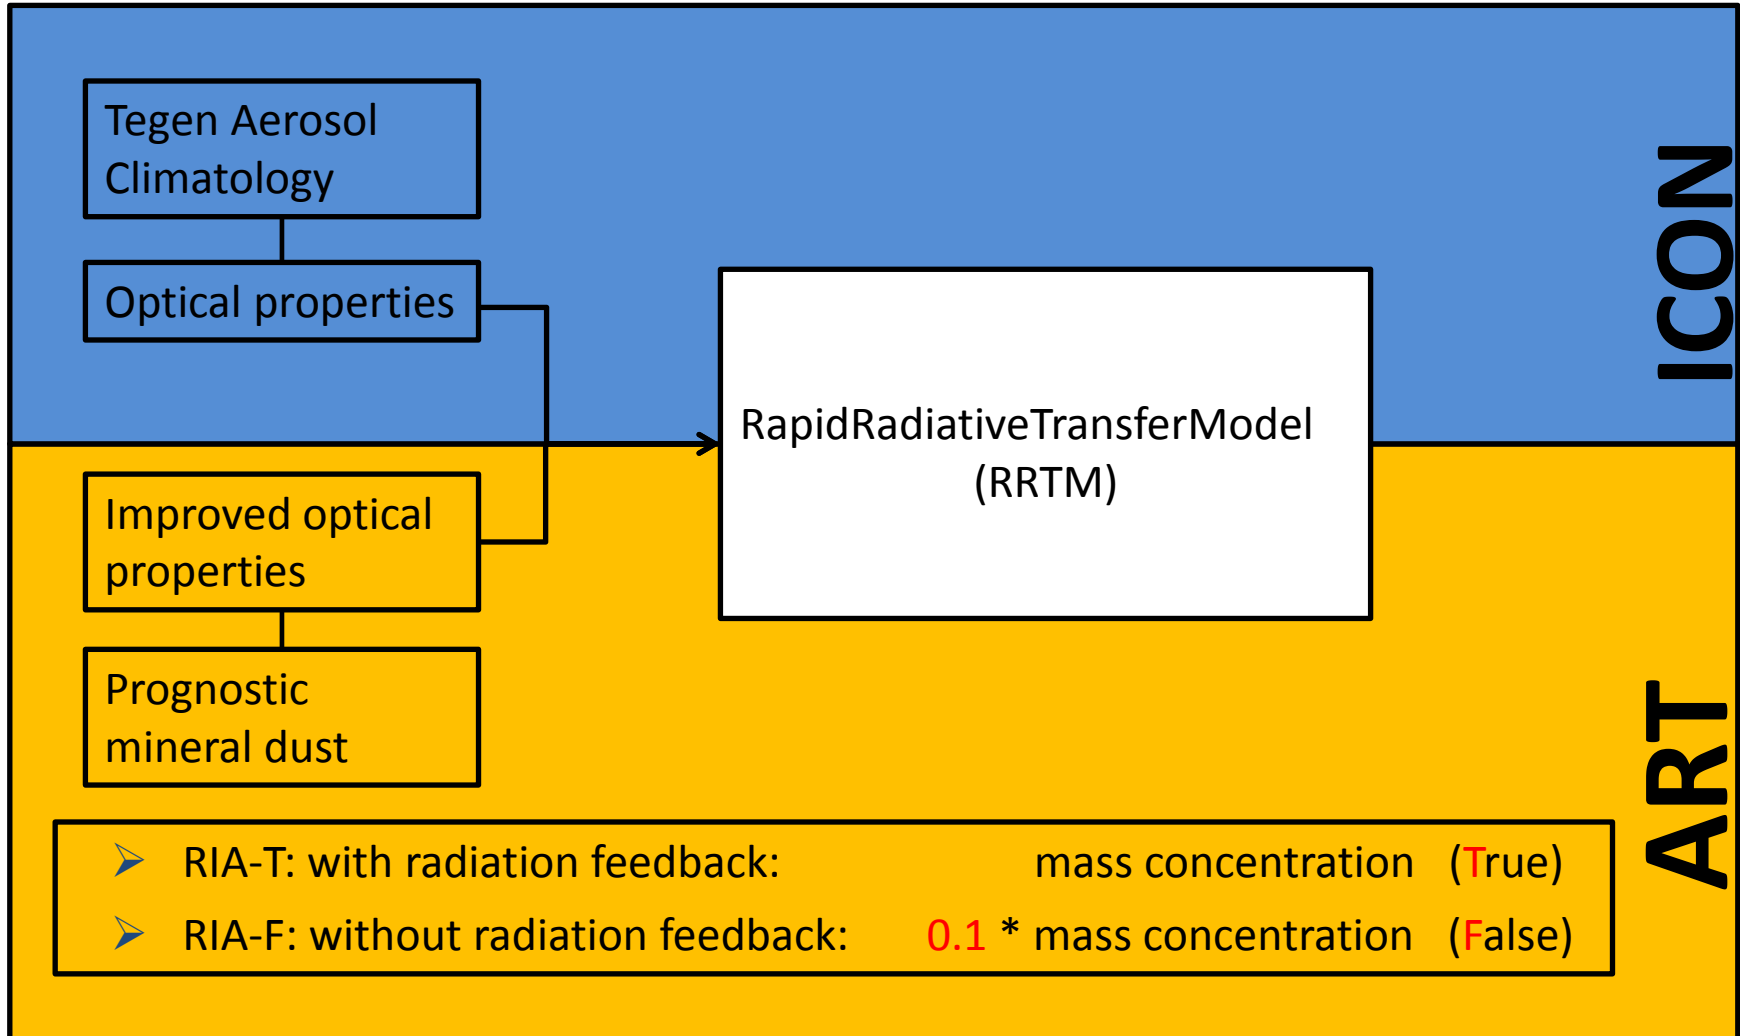 Tegen Aerosol
Climatology
Optical properties
ICON
RapidRadiativeTransferModel
(RRTM)
Improved optical
properties
Prognostic
mineral dust
ART
➢ RIA-T: with radiation feedback: mass concentration (True)
➢ RIA-F: without radiation feedback: 0.1 * mass concentration (False)